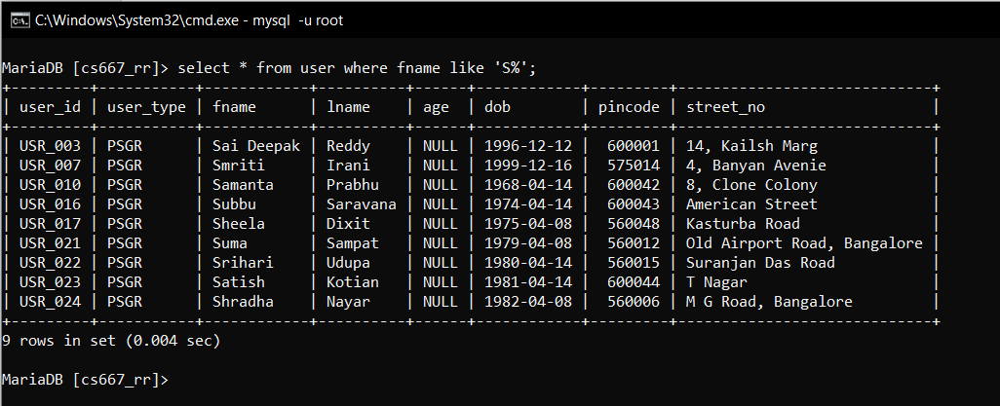 C:\Windows\System32\cmd.exe - mysql  -u root
MariaDB [cs667_rr]> select * from user where fname like 'S%';
+---------+-----------+------------+----------+------+------------+---------+----------------------------+
| user_id | user_type | fname      | lname    | age  | dob        | pincode | street_no                  |
+---------+-----------+------------+----------+------+------------+---------+----------------------------+
| USR_003 | PSGR      | Sai Deepak | Reddy    | NULL | 1996-12-12 |  600001 | 14, Kailsh Marg            |
| USR_007 | PSGR      | Smriti     | Irani    | NULL | 1999-12-16 |  575014 | 4, Banyan Avenie           |
| USR_010 | PSGR      | Samanta    | Prabhu   | NULL | 1968-04-14 |  600042 | 8, Clone Colony            |
| USR_016 | PSGR      | Subbu      | Saravana | NULL | 1974-04-14 |  600043 | American Street            |
| USR_017 | PSGR      | Sheela     | Dixit    | NULL | 1975-04-08 |  560048 | Kasturba Road              |
| USR_021 | PSGR      | Suma       | Sampat   | NULL | 1979-04-08 |  560012 | Old Airport Road, Bangalore |
| USR_022 | PSGR      | Srihari    | Udupa    | NULL | 1980-04-14 |  560015 | Suranjan Das Road          |
| USR_023 | PSGR      | Satish     | Kotian   | NULL | 1981-04-14 |  600044 | T Nagar                    |
| USR_024 | PSGR      | Shradha    | Nayar    | NULL | 1982-04-08 |  560006 | M G Road, Bangalore        |
+---------+-----------+------------+----------+------+------------+---------+----------------------------+
9 rows in set (0.004 sec)
MariaDB [cs667_rr]>